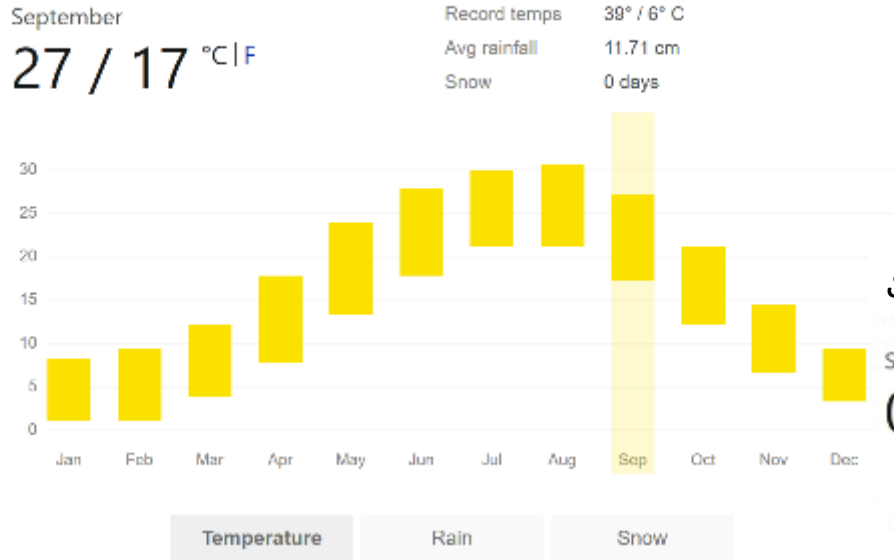 September
27 / 17 °C | F
Record temps 39° / 6° C
Avg rainfall 11.71 cm
Snow 0 days
30
25
20
15
10
5
0
Jan Feb Mar Apr May Jun Jul Aug Sep Oct Nov Dec
Temperature Rain Snow